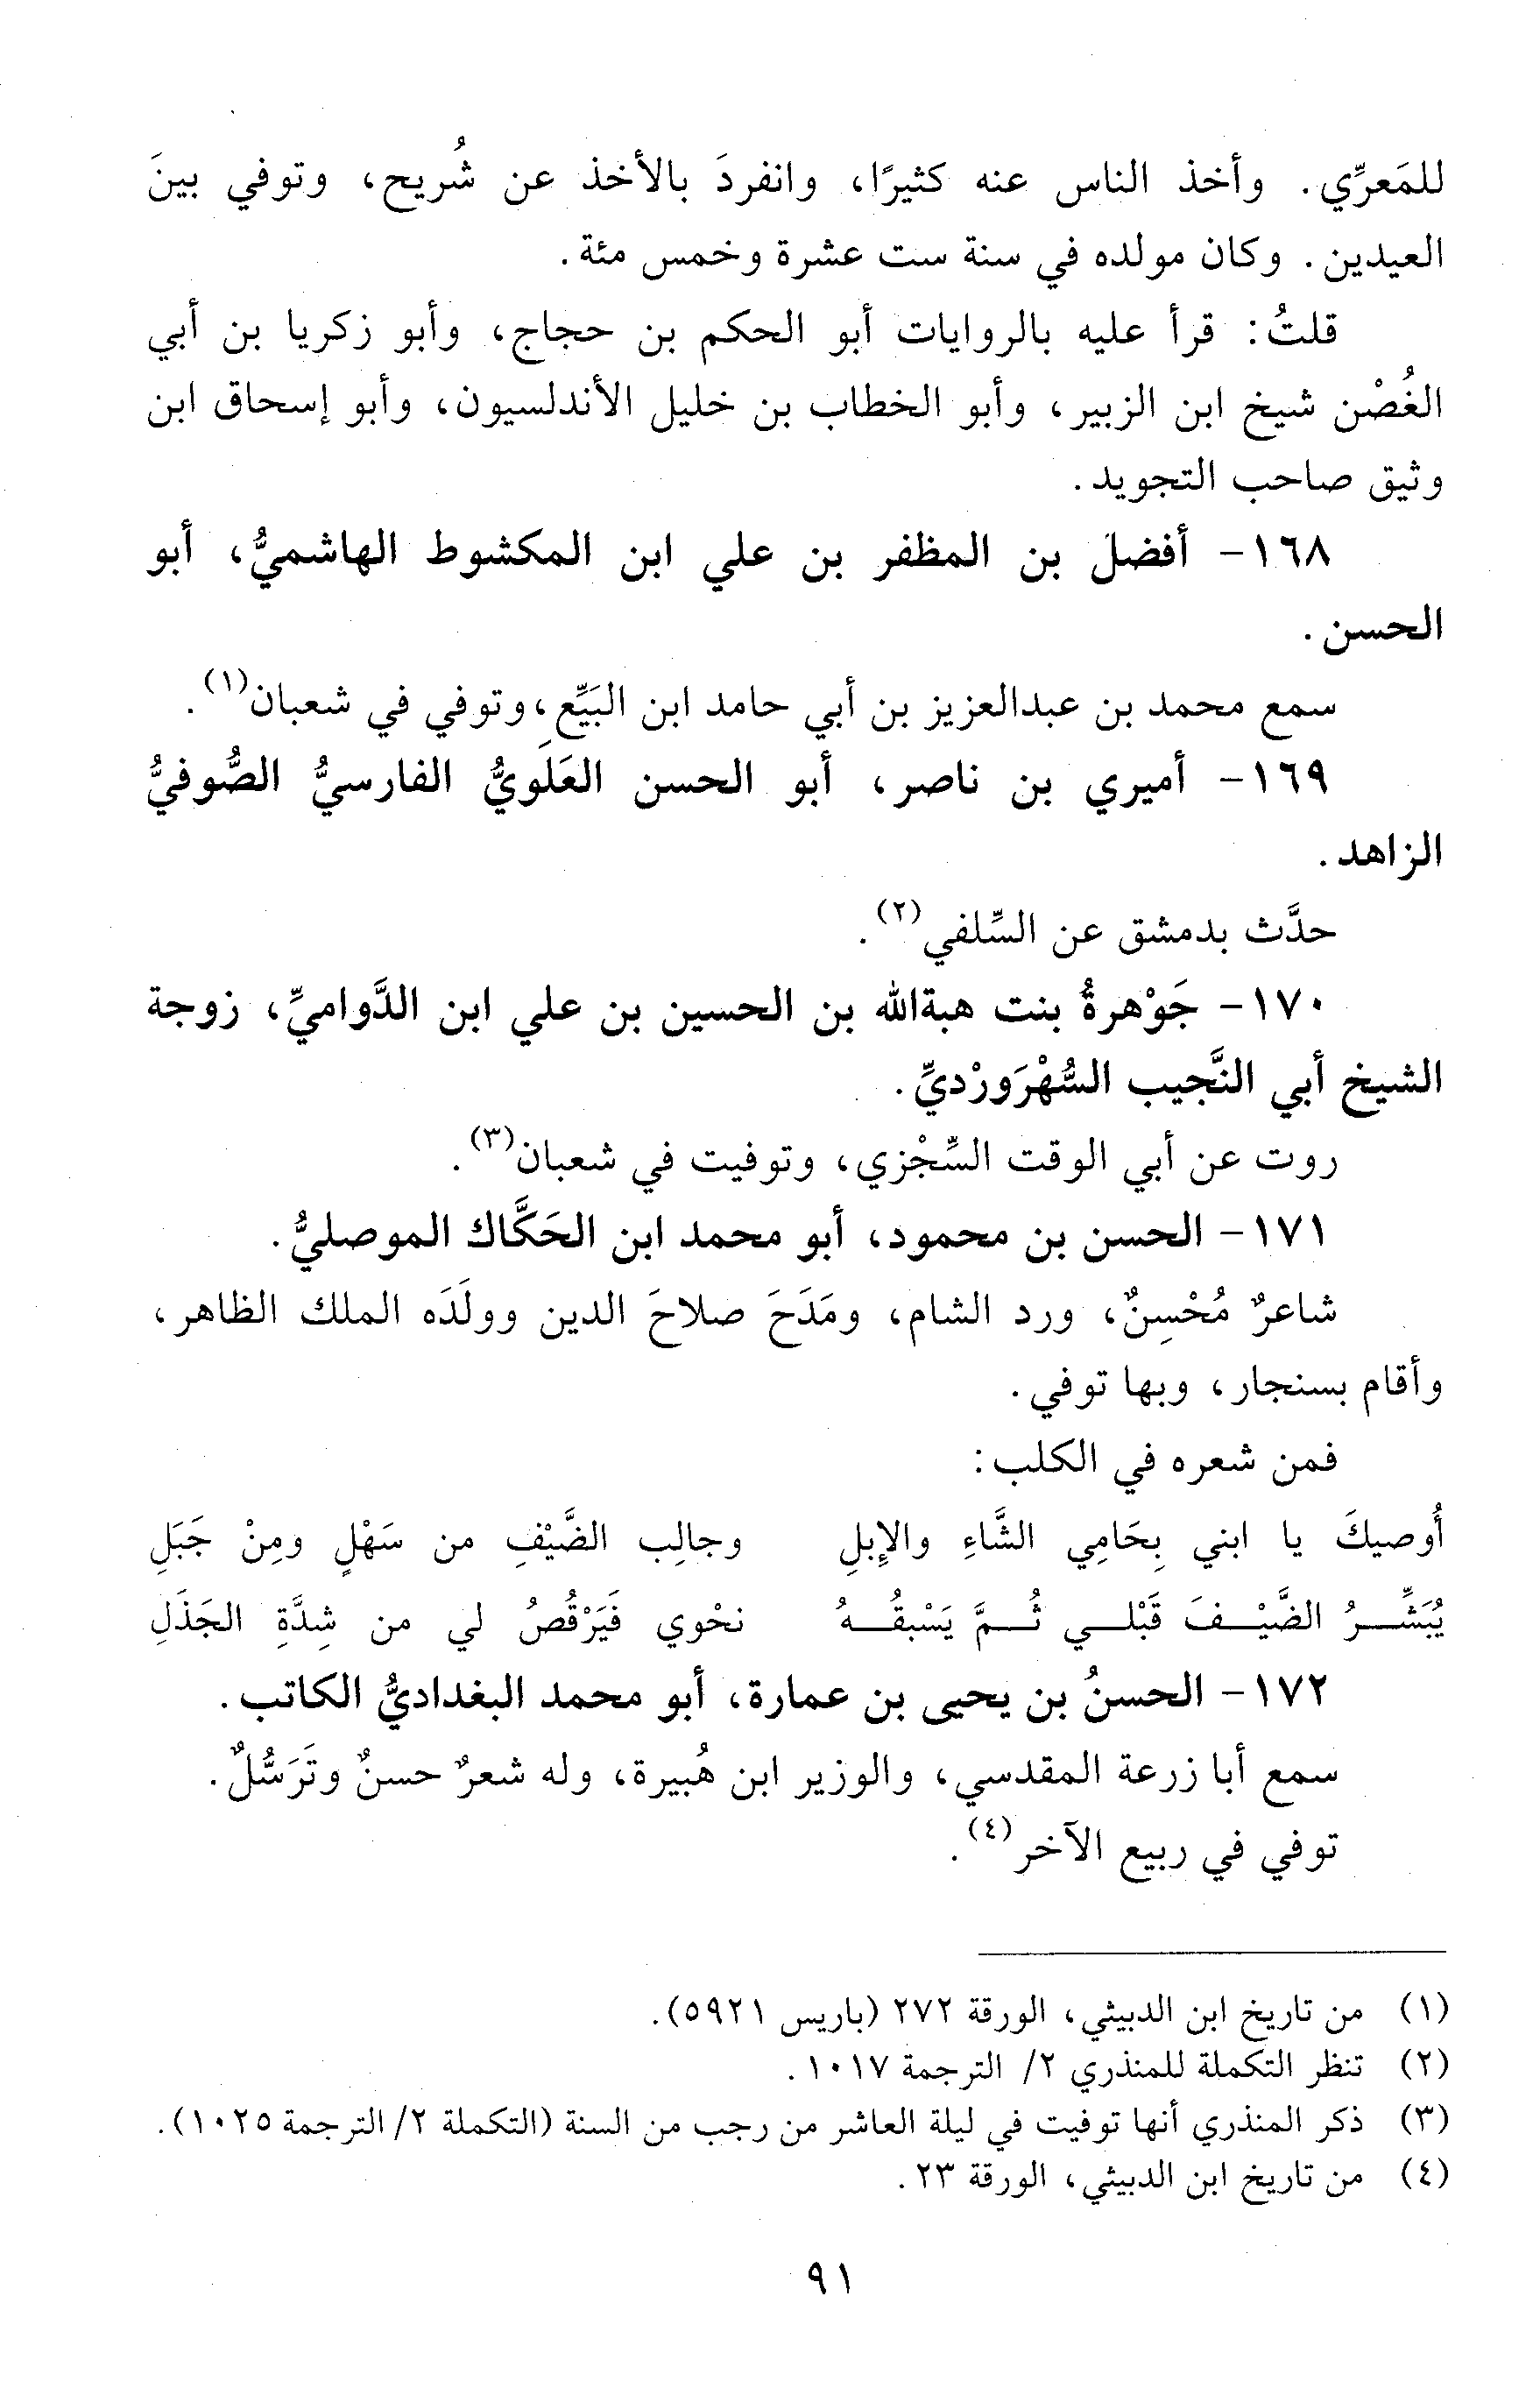 للمَعرِّي. وأخذ الناس عنه كثيرًا، وانفردَ بالأخذ عن شُريح، وتوفي بينَ
العيدين. وكان مولده في سنة ست عشرة وخمس مئة.
قلتُ: قرأ عليه بالروايات أبو الحكم بن حجاج، وأبو زكريا بن أبي
الغُصْن شيخ ابن الزبير، وأبو الخطاب بن خليل الأندلسيون، وأبو إسحاق ابن
وثيق صاحب التجويد.
١٦٨- أفضل بن المظفر بن علي ابن المكشوط الهاشميُّ، أبو
الحسن.
سمع محمد بن عبدالعزيز بن أبي حامد ابن البَيِّع، وتوفي في شعبان(١).
١٦٩- أميري بن ناصر، أبو الحسن العَلَويُّ الفارسيُّ الصُّوفيُّ
الزاهد.
حدَّث بدمشق عن السِّلفي(٢).
١٧٠- جَوْهرةُ بنت هبةالله بن الحسين بن علي ابن الدَّواميِّ، زوجة
الشيخ أبي النَّجيب السُّهْرَورْديِّ.
روت عن أبي الوقت السِّجْزي، وتوفيت في شعبان(٣).
١٧١- الحسن بن محمود، أبو محمد ابن الحَكَّاك الموصليُّ.
شاعرٌ مُحْسِنٌ، ورد الشام، ومَدَحَ صلاحَ الدين وولَدَه الملك الظاهر،
وأقام بسنجار، وبها توفي.
فمن شعره في الكلب:
أُوصيكَ يا ابني بِحَامِي الشَّاءِ والإِبلِ وجالِب الضَّيْفِ من سَهْلٍ ومِنْ جَبَلِ
يُبَشِّـرُ الضَّيْـفَ قَبْلـي ثُـمَّ يَسْبقُـهُ نحْوي فَيَرْقُصُ لي من شِدَّةِ الجَذَلِ
١٧٢- الحسنُ بن يحيى بن عمارة، أبو محمد البغداديُّ الكاتب.
سمع أبا زرعة المقدسي، والوزير ابن هُبيرة، وله شعرٌ حسنٌ وتَرَسُّلٌ.
توفي في ربيع الآخر(٤).
(١) من تاريخ ابن الدبيثي، الورقة ٢٧٢ (باريس ٥٩٢١).
(٢) تنظر التكملة للمنذري ٢/ الترجمة ١٠١٧.
(٣) ذكر المنذري أنها توفيت في ليلة العاشر من رجب من السنة (التكملة ٢/ الترجمة ١٠٢٥).
(٤) من تاريخ ابن الدبيثي، الورقة ٢٣.
٩١